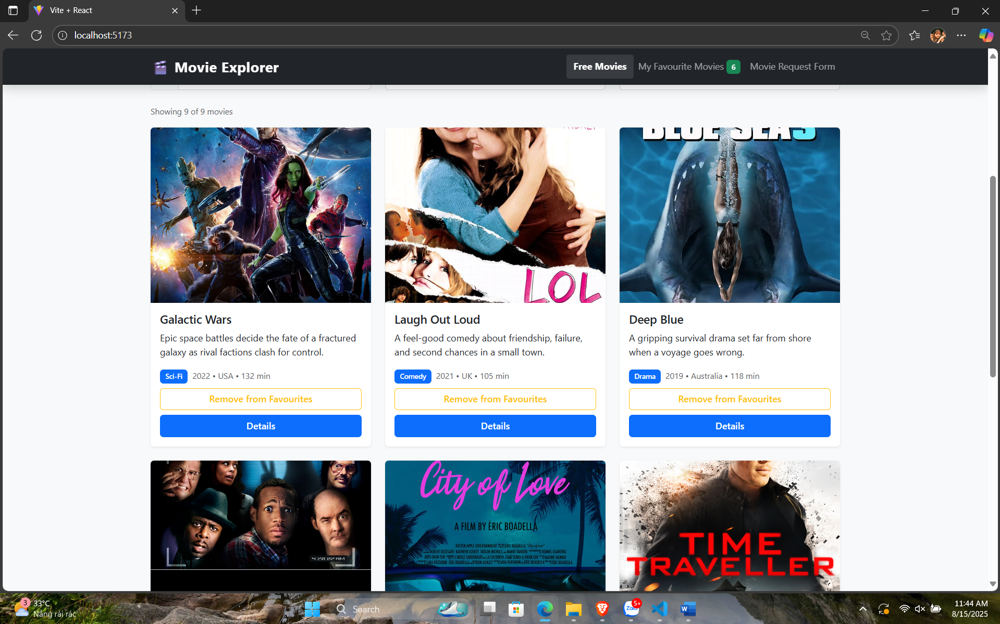 Vite + React
localhost:5173
Movie Explorer
Free Movies
My Favourite Movies 6
Movie Request Form
Showing 9 of 9 movies
BLUE SEA3
LOL
Galactic Wars
Epic space battles decide the fate of a fractured
galaxy as rival factions clash for control.
Sci-Fi 2022 • USA • 132 min
Remove from Favourites
Details
Laugh Out Loud
A feel-good comedy about friendship, failure,
and second chances in a small town.
Comedy 2021 • UK • 105 min
Remove from Favourites
Details
Deep Blue
A gripping survival drama set far from shore
when a voyage goes wrong.
Drama 2019 • Australia • 118 min
Remove from Favourites
Details
4:20:02 AM
City of Love
A FILM BY ÈRIC BOADELLA
TIME
TRAVELLER
3
33°C
Nắng rải rác
Search
Zalo
5+
W
11:44 AM
8/15/2025